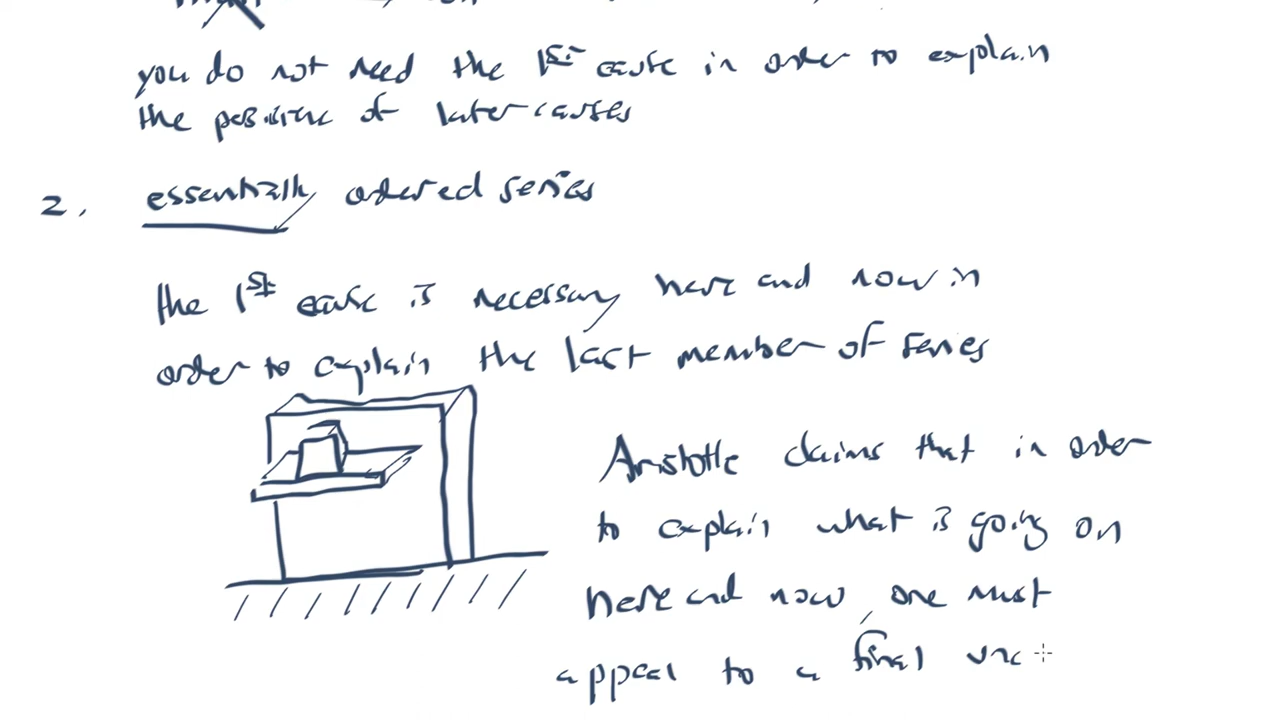 you do not need the 1st cause in order to explain
the positive of later causes
2. essentially ordered series
the 1st cause is necessary here and now in
order to explain the last member of series
Aristotle claims that in order
to explain what is going on
here and now, one must
appeal to a final unc